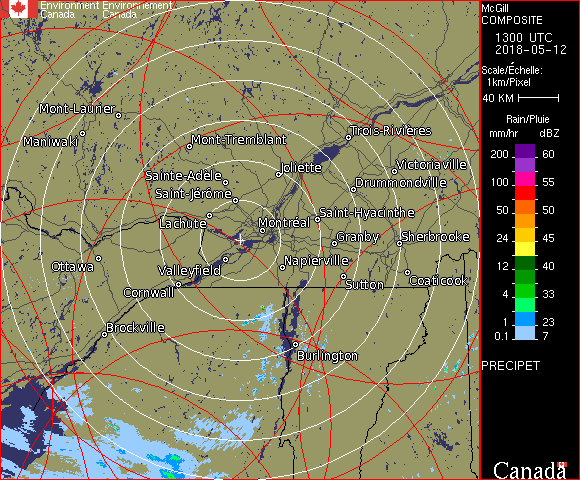 Environment Environnement
Canada Canada
McGill
COMPOSITE
1300 UTC
2018-05-12
Scale/Échelle:
1km/Pixel
40 KM
Rain/Pluie
mm/hr dBZ
200 60
100 55
50 50
24 45
12 40
4 33
1 23
0.1 7
PRECIPET
Canada
Mont-Laurier
Maniwaki
Mont-Tremblant
Trois-Rivières
Joliette
Victoriaville
Sainte-Adèle
Drummondville
Saint-Jérôme
Lachute
Montréal
Saint-Hyacinthe
Granby
Sherbrooke
Ottawa
Valleyfield
Napierville
Cornwall
Sutton
Coaticook
Brockville
Burlington